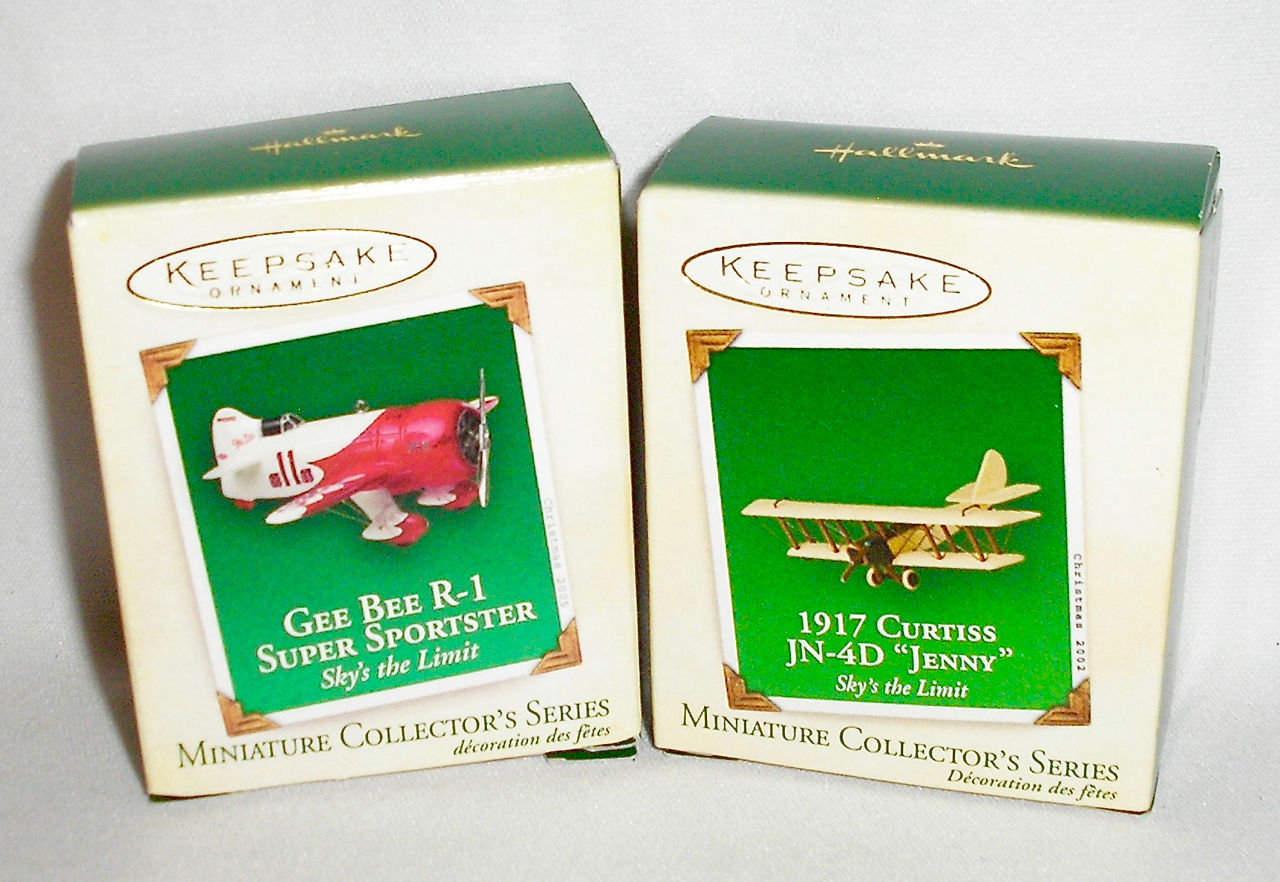 Hallmark
KEEPSAKE
ORNAMENT
Christmas 2005
GEE BEE R-1
SUPER SPORTSTER
Sky's the Limit
MINIATURE COLLECTOR'S SERIES
décoration des fêtes
Hallmark
KEEPSAKE
ORNAMENT
Christmas 2002
1917 CURTISS
JN-4D “JENNY”
Sky's the Limit
MINIATURE COLLECTOR'S SERIES
Décoration des fêtes